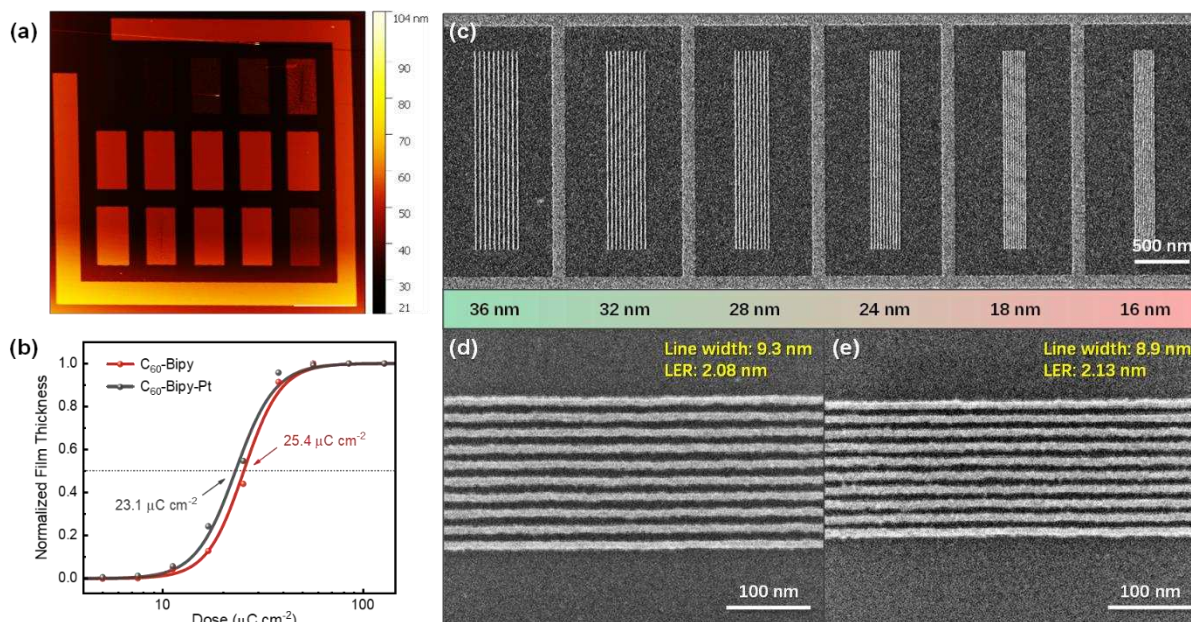 (a)
104 nm
90
80
70
60
50
40
30
21
(b)
Normalized Film Thickness
1.0
0.8
0.6
0.4
0.2
0.0
C₆₀-Bipy
C₆₀-Bipy-Pt
25.4 μC cm⁻²
23.1 μC cm⁻²
10
100
Dose (μC cm⁻²)
(c)
500 nm
36 nm 32 nm 28 nm 24 nm 18 nm 16 nm
(d)
Line width: 9.3 nm
LER: 2.08 nm
100 nm
(e)
Line width: 8.9 nm
LER: 2.13 nm
100 nm